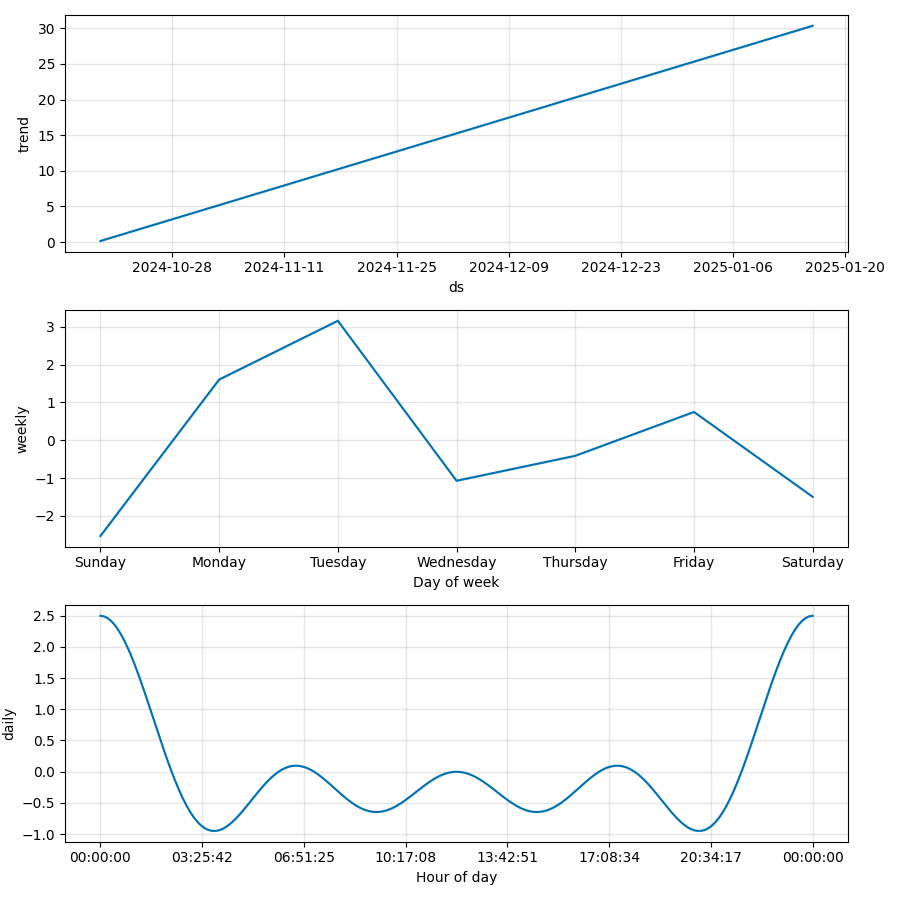 30
25
20
15
10
5
0
trend
2024-10-28 2024-11-11 2024-11-25 2024-12-09 2024-12-23 2025-01-06 2025-01-20
ds
3
2
1
0
−1
−2
weekly
Sunday Monday Tuesday Wednesday Thursday Friday Saturday
Day of week
2.5
2.0
1.5
1.0
0.5
0.0
−0.5
−1.0
daily
00:00:00 03:25:42 06:51:25 10:17:08 13:42:51 17:08:34 20:34:17 00:00:00
Hour of day